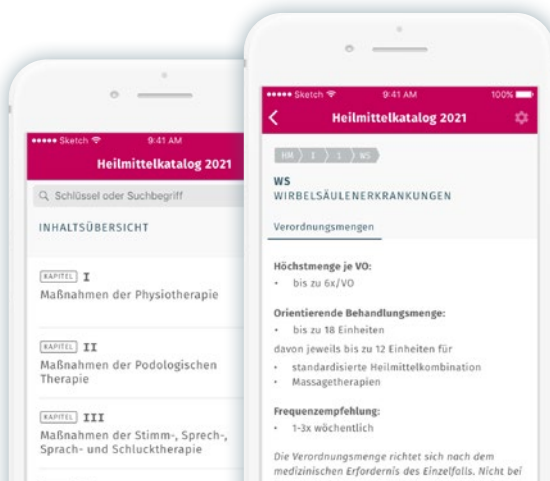 Sketch 9:41 AM
Heilmittelkatalog 2021
Schlüssel oder Suchbegriff
INHALTSÜBERSICHT
KAPITEL I
Maßnahmen der Physiotherapie
KAPITEL II
Maßnahmen der Podologischen
Therapie
KAPITEL III
Maßnahmen der Stimm-, Sprech-,
Sprach- und Schlucktherapie
Sketch 9:41 AM 100%
Heilmittelkatalog 2021
HM I 1 WS
WS
WIRBELSÄULENERKRANKUNGEN
Verordnungsmengen
Höchstmenge je VO:
• bis zu 6x/VO
Orientierende Behandlungsmenge:
• bis zu 18 Einheiten
davon jeweils bis zu 12 Einheiten für
• standardisierte Heilmittelkombination
• Massagetherapien
Frequenzempfehlung:
• 1-3x wöchentlich
Die Verordnungsmenge richtet sich nach dem
medizinischen Erfordernis des Einzelfalls. Nicht bei